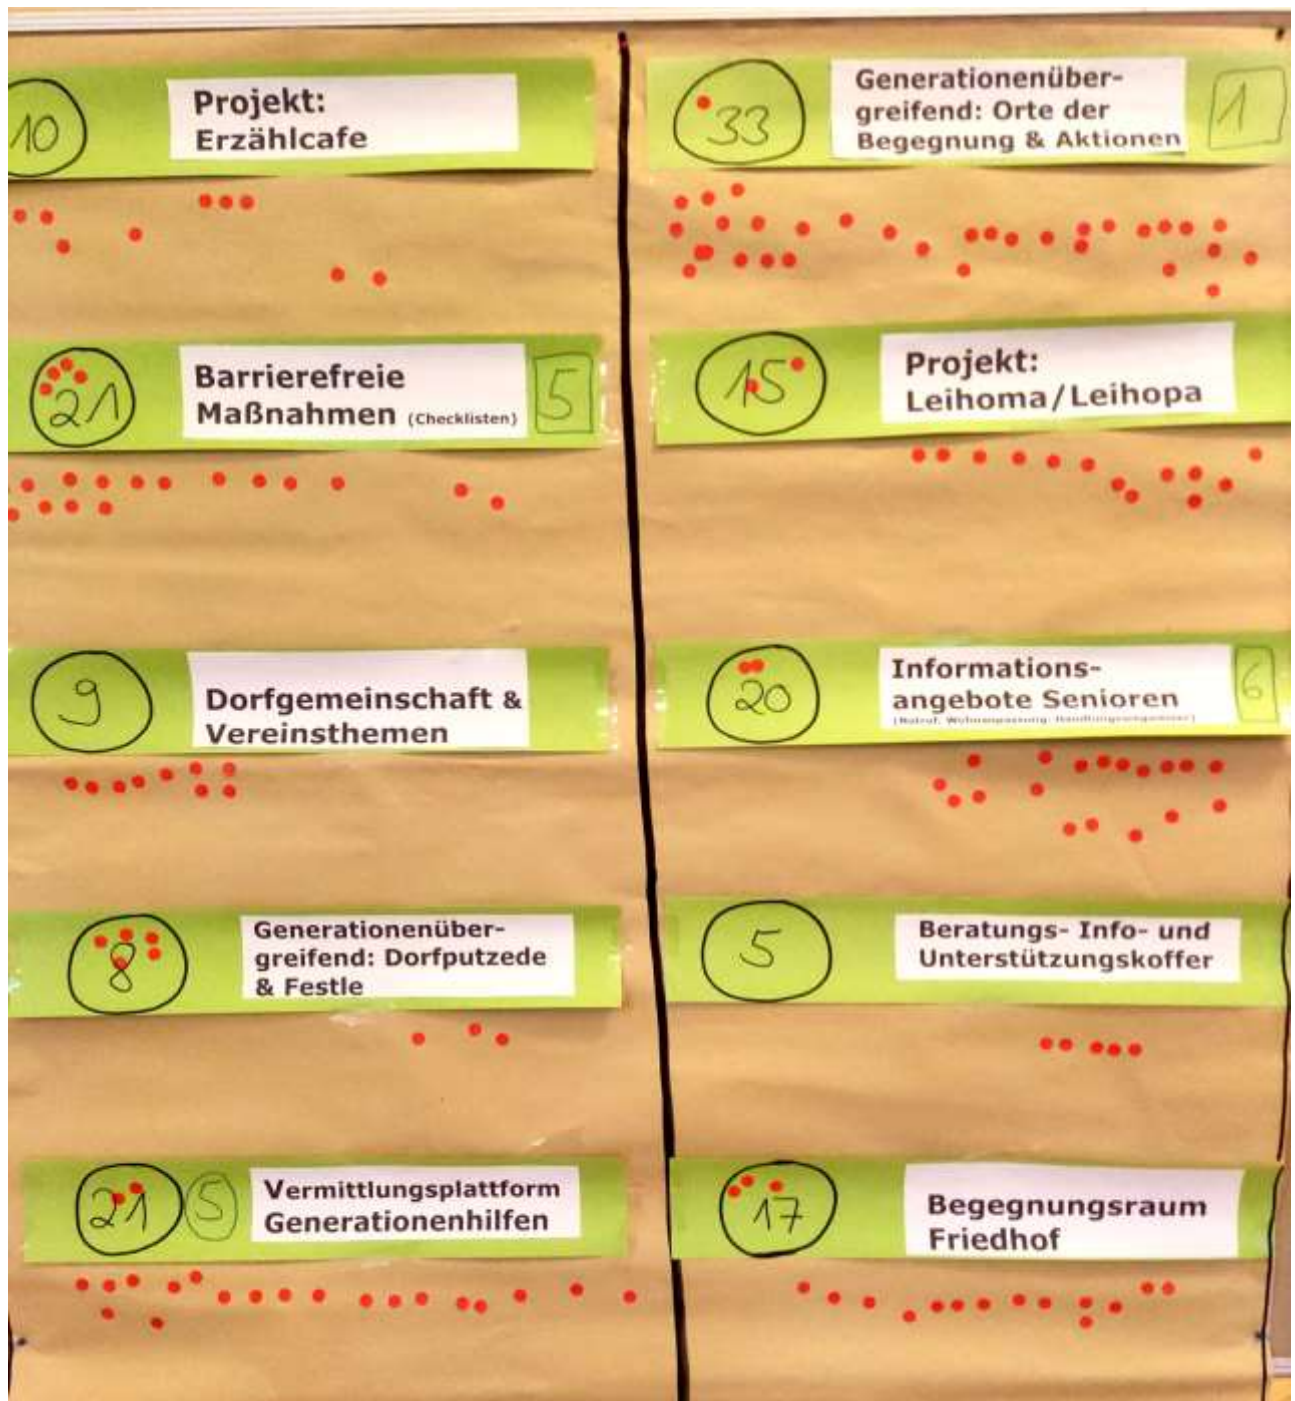 10
Projekt:
Erzählcafe
21
Barrierefreie
Maßnahmen (Checklisten)
5
9
Dorfgemeinschaft &
Vereinsthemen
8
Generationenüber-
greifend: Dorfputzede
& Festle
21
5
Vermittlungsplattform
Generationenhilfen
33
Generationenüber-
greifend: Orte der
Begegnung & Aktionen
1
15
Projekt:
Leihoma/Leihopa
20
Informations-
angebote Senioren
6
5
Beratungs- Info- und
Unterstützungskoffer
17
Begegnungsraum
Friedhof